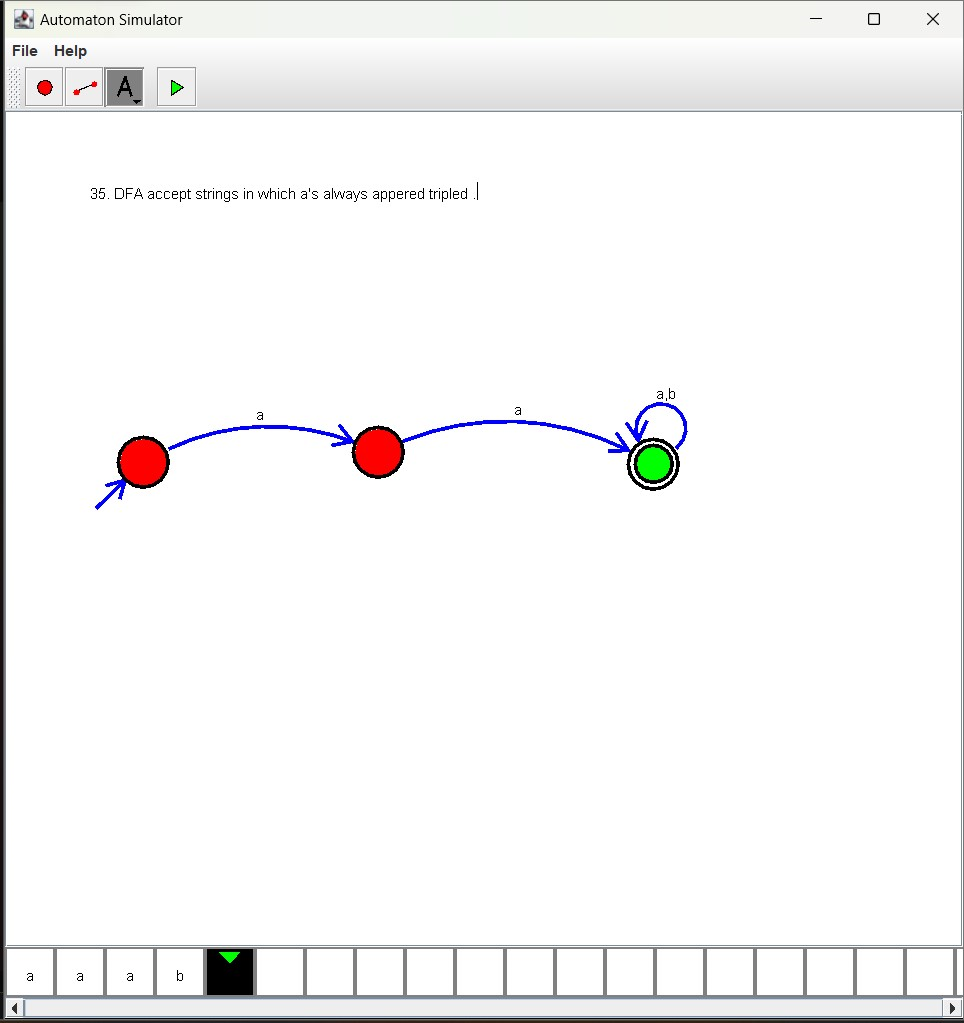 Automaton Simulator
File Help
A
35. DFA accept strings in which a's always appered tripled .
a,b
a
a
a a a b